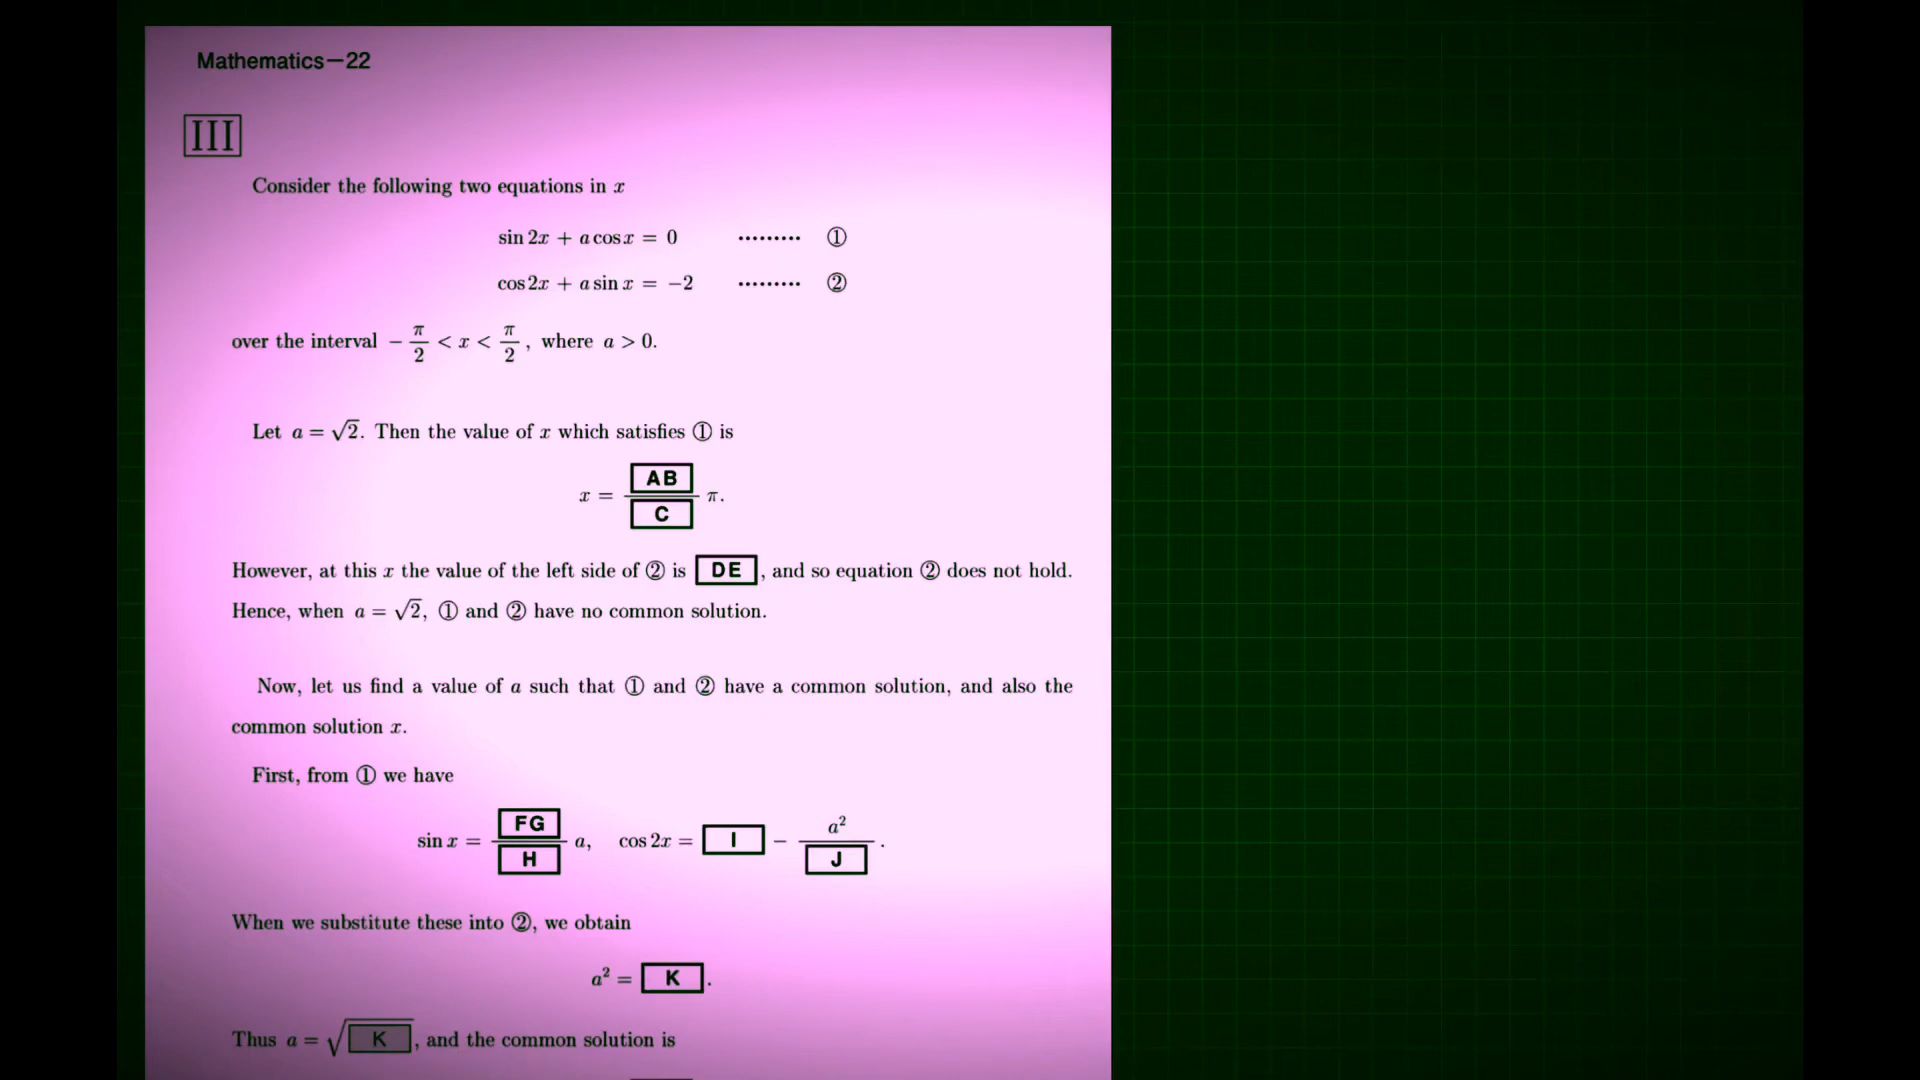 Mathematics－22
III
Consider the following two equations in x
sin 2x + a cos x = 0 ········· ①
cos 2x + a sin x = −2 ········· ②
over the interval −π/2 < x < π/2, where a > 0.
Let a = √2. Then the value of x which satisfies ① is
x = AB/C π.
However, at this x the value of the left side of ② is DE, and so equation ② does not hold.
Hence, when a = √2, ① and ② have no common solution.
Now, let us find a value of a such that ① and ② have a common solution, and also the
common solution x.
First, from ① we have
sin x = FG/H a, cos 2x = I − a²/J.
When we substitute these into ②, we obtain
a² = K.
Thus a = √K, and the common solution is